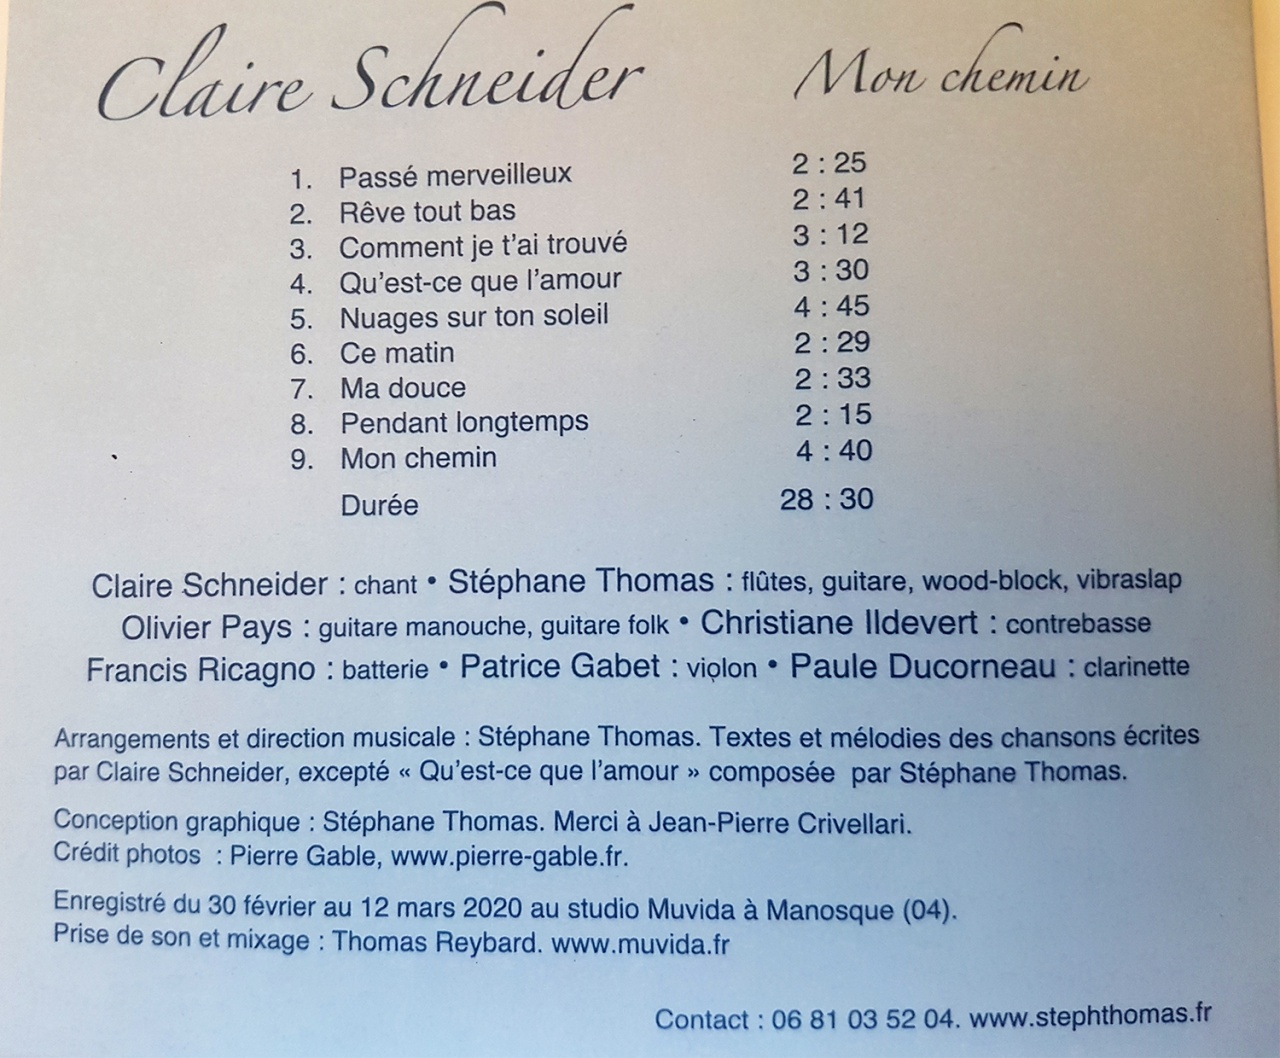 Claire Schneider Mon chemin
1. Passé merveilleux 2 : 25
2. Rêve tout bas 2 : 41
3. Comment je t'ai trouvé 3 : 12
4. Qu'est-ce que l'amour 3 : 30
5. Nuages sur ton soleil 4 : 45
6. Ce matin 2 : 29
7. Ma douce 2 : 33
8. Pendant longtemps 2 : 15
9. Mon chemin 4 : 40
Durée 28 : 30
Claire Schneider : chant • Stéphane Thomas : flûtes, guitare, wood-block, vibraslap
Olivier Pays : guitare manouche, guitare folk • Christiane Ildevert : contrebasse
Francis Ricagno : batterie • Patrice Gabet : violon • Paule Ducorneau : clarinette
Arrangements et direction musicale : Stéphane Thomas. Textes et mélodies des chansons écrites
par Claire Schneider, excepté « Qu'est-ce que l'amour » composée par Stéphane Thomas.
Conception graphique : Stéphane Thomas. Merci à Jean-Pierre Crivellari.
Crédit photos : Pierre Gable, www.pierre-gable.fr.
Enregistré du 30 février au 12 mars 2020 au studio Muvida à Manosque (04).
Prise de son et mixage : Thomas Reybard. www.muvida.fr
Contact : 06 81 03 52 04. www.stephthomas.fr